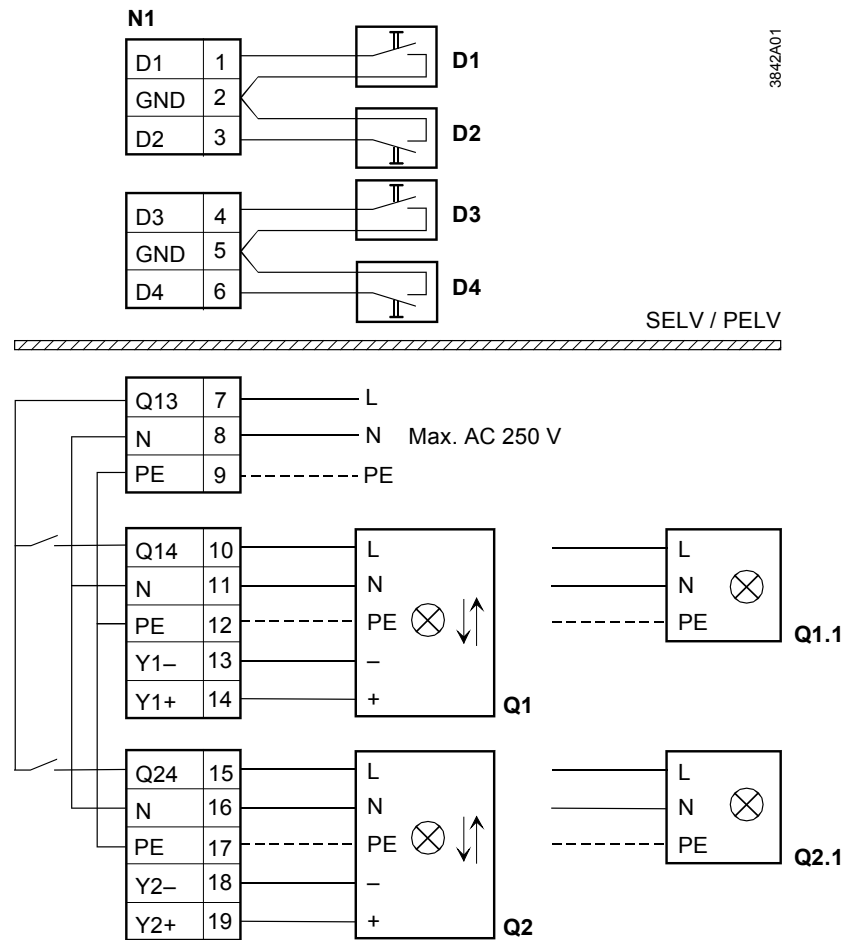 N1
3842A01
D1 1
GND 2
D2 3
D1
D2
D3 4
GND 5
D4 6
D3
D4
SELV / PELV
Q13 7 L
N 8 N Max. AC 250 V
PE 9 PE
Q14 10 L L
N 11 N N
PE 12 PE PE
Q1.1
Y1– 13 –
Y1+ 14 +
Q1
Q24 15 L L
N 16 N N
PE 17 PE PE
Q2.1
Y2– 18 –
Y2+ 19 +
Q2